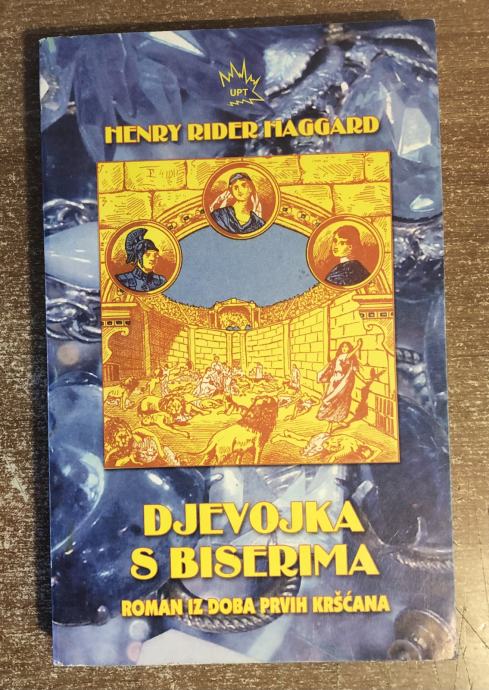 UPT
HENRY RIDER HAGGARD
DJEVOJKA
S BISERIMA
ROMAN IZ DOBA PRVIH KRŠĆANA